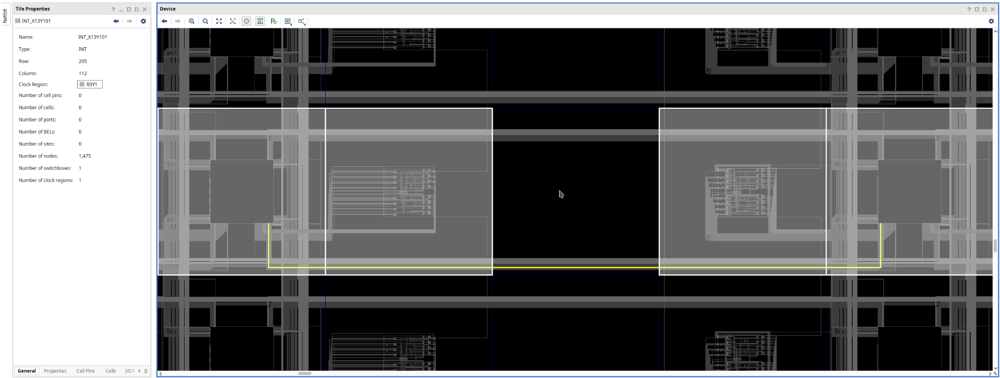 Netlist
Tile Properties
INT_X13Y101
Name: INT_X13Y101
Type: INT
Row: 205
Column: 112
Clock Region: X0Y1
Number of cell pins: 0
Number of cells: 0
Number of ports: 0
Number of BELs: 0
Number of sites: 0
Number of nodes: 1,475
Number of switchboxes: 1
Number of clock regions: 1
General Properties Cell Pins Cells I/O
Device